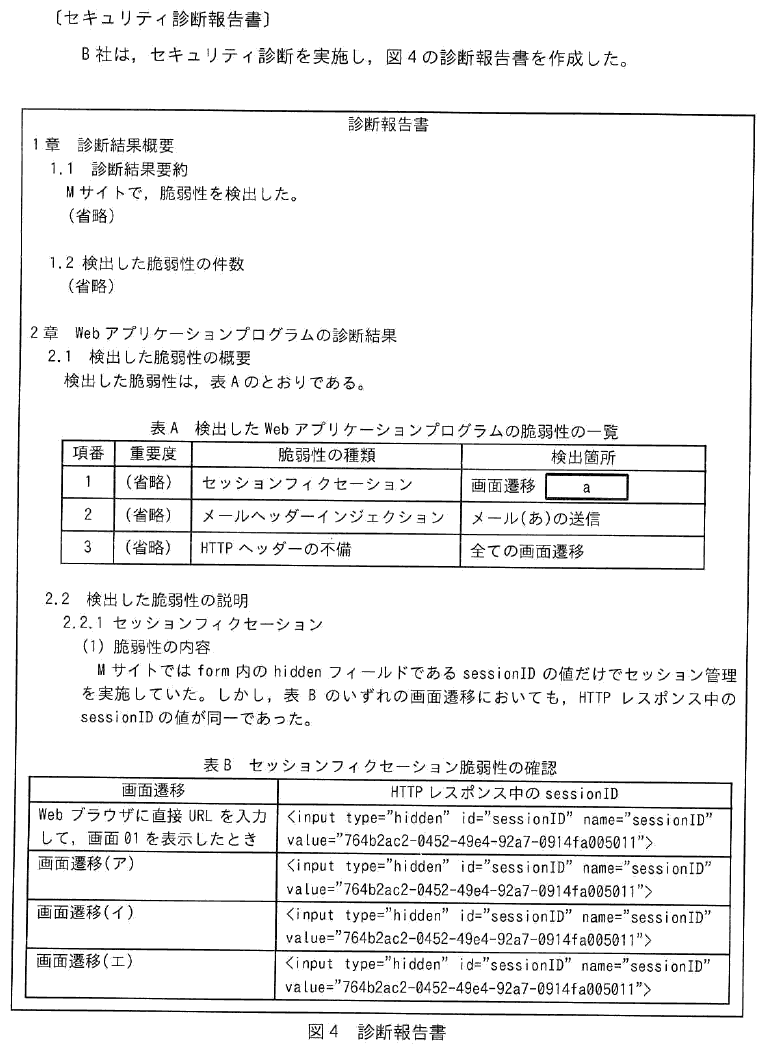 〔セキュリティ診断報告書〕
B社は，セキュリティ診断を実施し，図4の診断報告書を作成した。
診断報告書
1章　診断結果概要
1.1　診断結果要約
Mサイトで，脆弱性を検出した。
(省略)
1.2 検出した脆弱性の件数
(省略)
2章　Webアプリケーションプログラムの診断結果
2.1　検出した脆弱性の概要
検出した脆弱性は，表Aのとおりである。
表A　検出したWebアプリケーションプログラムの脆弱性の一覧
項番　重要度　脆弱性の種類　検出箇所
1　(省略)　セッションフィクセーション　画面遷移　a
2　(省略)　メールヘッダーインジェクション　メール(あ)の送信
3　(省略)　HTTPヘッダーの不備　全ての画面遷移
2.2　検出した脆弱性の説明
2.2.1 セッションフィクセーション
(1) 脆弱性の内容
Mサイトではform内のhiddenフィールドであるsessionIDの値だけでセッション管理
を実施していた。しかし，表Bのいずれの画面遷移においても，HTTPレスポンス中の
sessionIDの値が同一であった。
表B　セッションフィクセーション脆弱性の確認
画面遷移　HTTPレスポンス中のsessionID
Webブラウザに直接URLを入力　<input type="hidden" id="sessionID" name="sessionID"
して，画面01を表示したとき　value="764b2ac2-0452-49e4-92a7-0914fa005011">
画面遷移(ア)　<input type="hidden" id="sessionID" name="sessionID"
value="764b2ac2-0452-49e4-92a7-0914fa005011">
画面遷移(イ)　<input type="hidden" id="sessionID" name="sessionID"
value="764b2ac2-0452-49e4-92a7-0914fa005011">
画面遷移(エ)　<input type="hidden" id="sessionID" name="sessionID"
value="764b2ac2-0452-49e4-92a7-0914fa005011">
図4　診断報告書